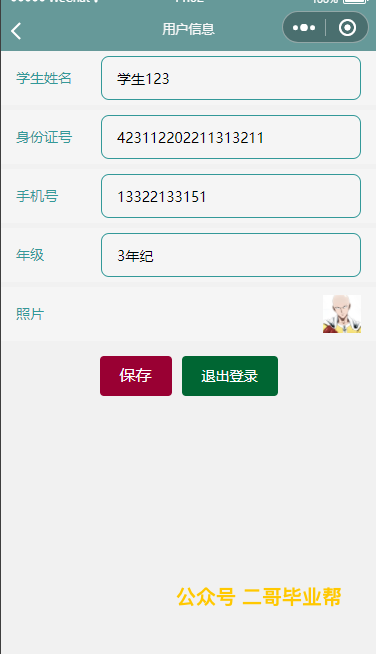 用户信息
学生姓名 学生123
身份证号 423112202211313211
手机号 13322133151
年级 3年纪
照片
保存 退出登录
公众号 二哥毕业帮